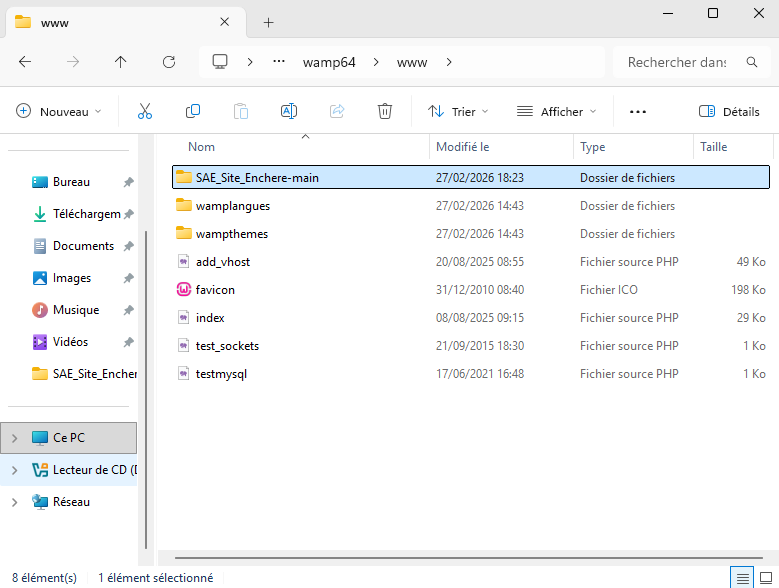 www
wamp64
www
Rechercher dans
Nouveau
Trier
Afficher
Détails
Nom
Modifié le
Type
Taille
Bureau
Téléchargem
Documents
Images
Musique
Vidéos
SAE_Site_Encher
Ce PC
Lecteur de CD (D
Réseau
SAE_Site_Enchere-main 27/02/2026 18:23 Dossier de fichiers
wamplangues 27/02/2026 14:43 Dossier de fichiers
wampthemes 27/02/2026 14:43 Dossier de fichiers
add_vhost 20/08/2025 08:55 Fichier source PHP 49 Ko
favicon 31/12/2010 08:40 Fichier ICO 198 Ko
index 08/08/2025 09:15 Fichier source PHP 29 Ko
test_sockets 21/09/2015 18:30 Fichier source PHP 1 Ko
testmysql 17/06/2021 16:48 Fichier source PHP 1 Ko
8 élément(s)
1 élément sélectionné